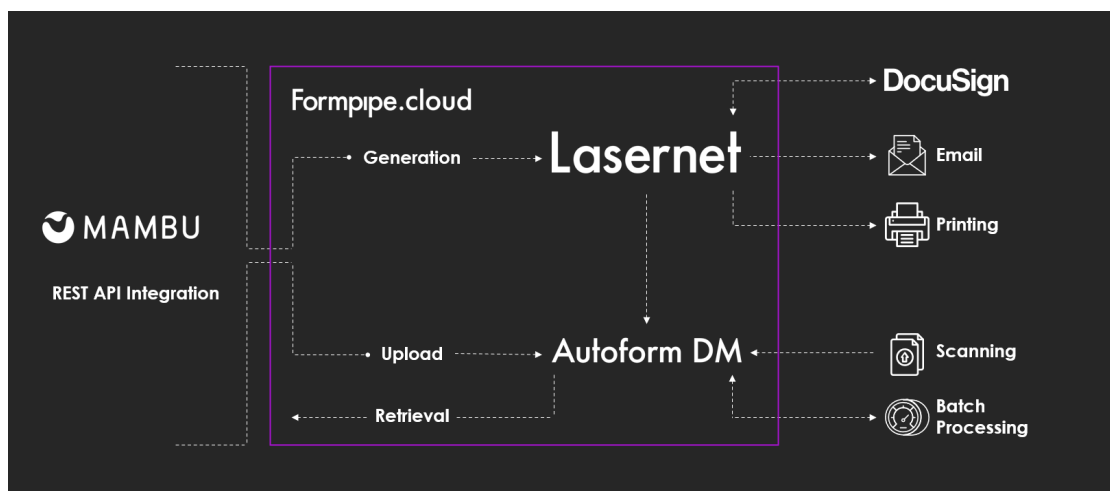 DocuSign
Formpipe.cloud
Generation
Lasernet
Email
MAMBU
Printing
REST API Integration
Upload
Autoform DM
Scanning
Retrieval
Batch
Processing